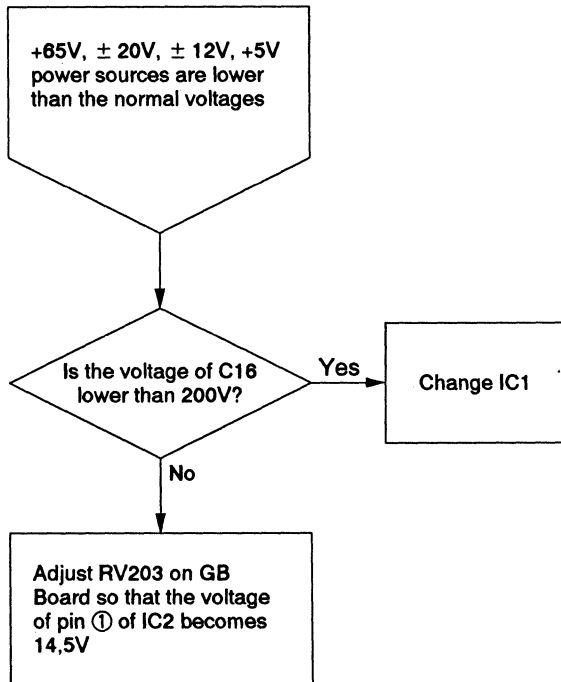 +65V, ± 20V, ± 12V, +5V
power sources are lower
than the normal voltages
Is the voltage of C16
lower than 200V?
Yes
Change IC1
No
Adjust RV203 on GB
Board so that the voltage
of pin ① of IC2 becomes
14,5V